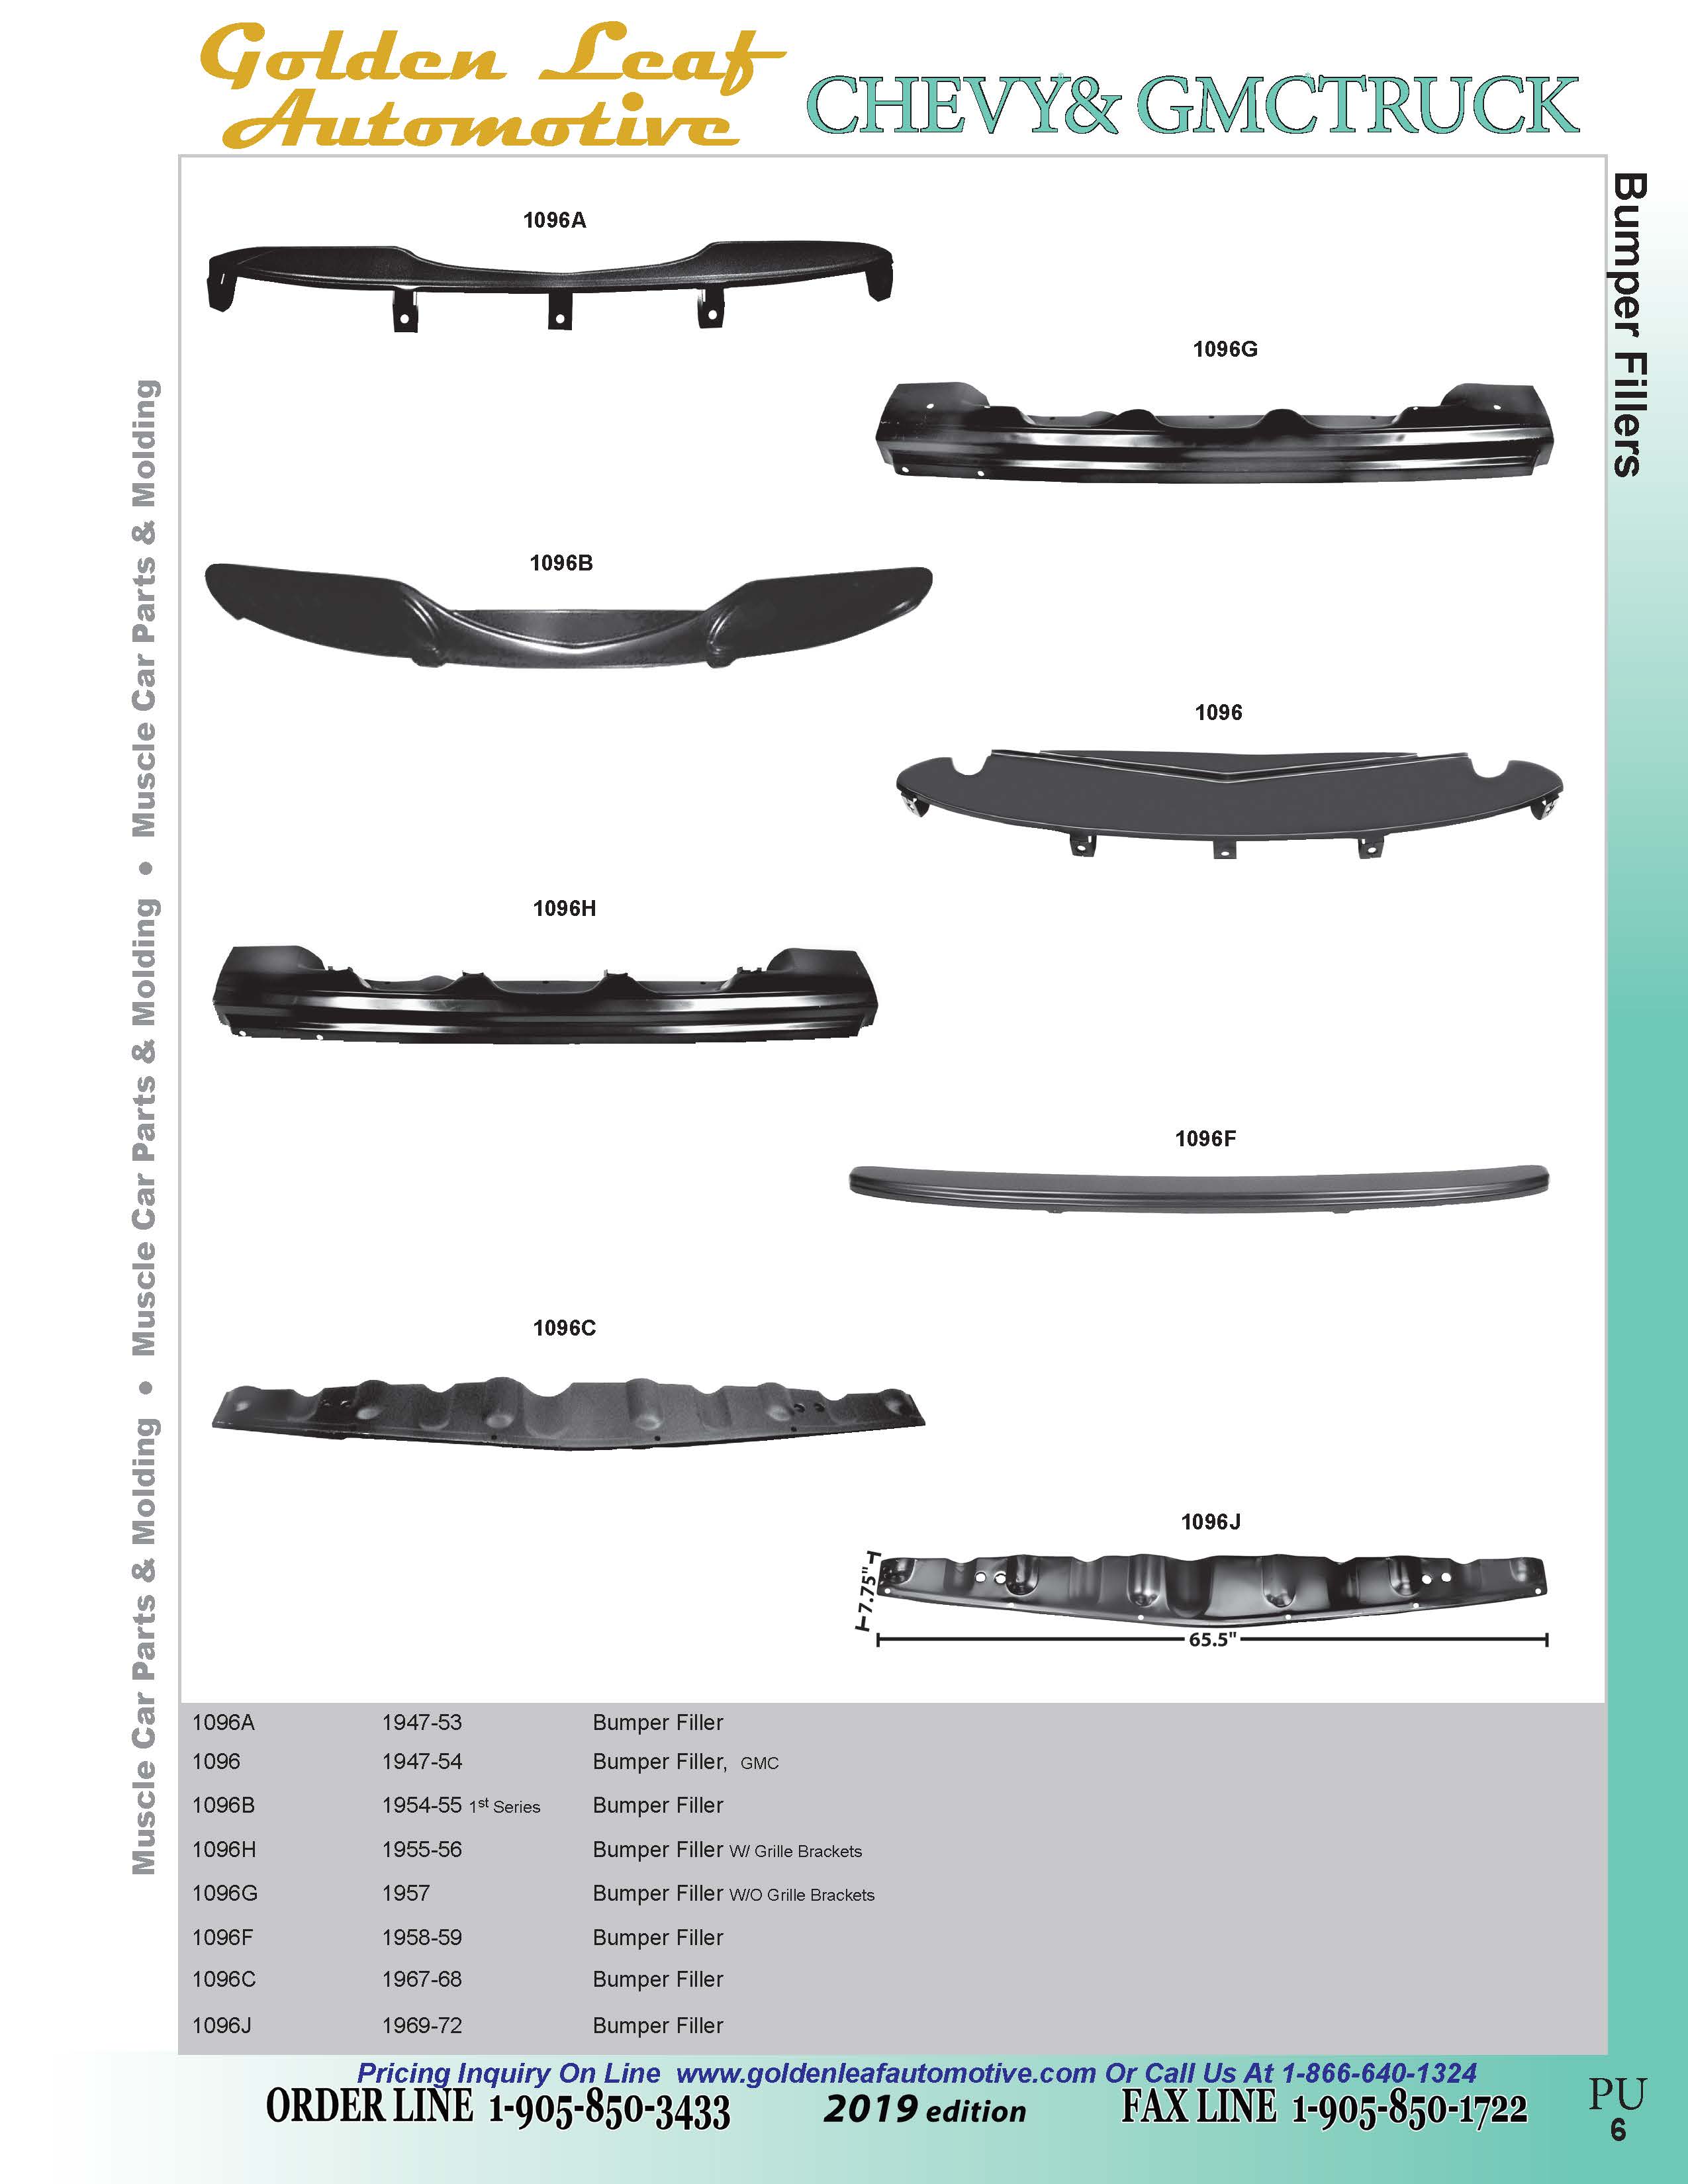 Golden Leaf
Automotive
CHEVY& GMCTRUCK
Bumper Fillers
Muscle Car Parts & Molding • Muscle Car Parts & Molding • Muscle Car Parts & Molding
1096A
1096G
1096B
1096
1096H
1096F
1096C
1096J
7.75"
65.5"
1096A 1947-53 Bumper Filler
1096 1947-54 Bumper Filler, GMC
1096B 1954-55 1st Series Bumper Filler
1096H 1955-56 Bumper Filler W/ Grille Brackets
1096G 1957 Bumper Filler W/O Grille Brackets
1096F 1958-59 Bumper Filler
1096C 1967-68 Bumper Filler
1096J 1969-72 Bumper Filler
Pricing Inquiry On Line www.goldenleafautomotive.com Or Call Us At 1-866-640-1324
ORDER LINE 1-905-850-3433 2019 edition FAX LINE 1-905-850-1722
PU
6